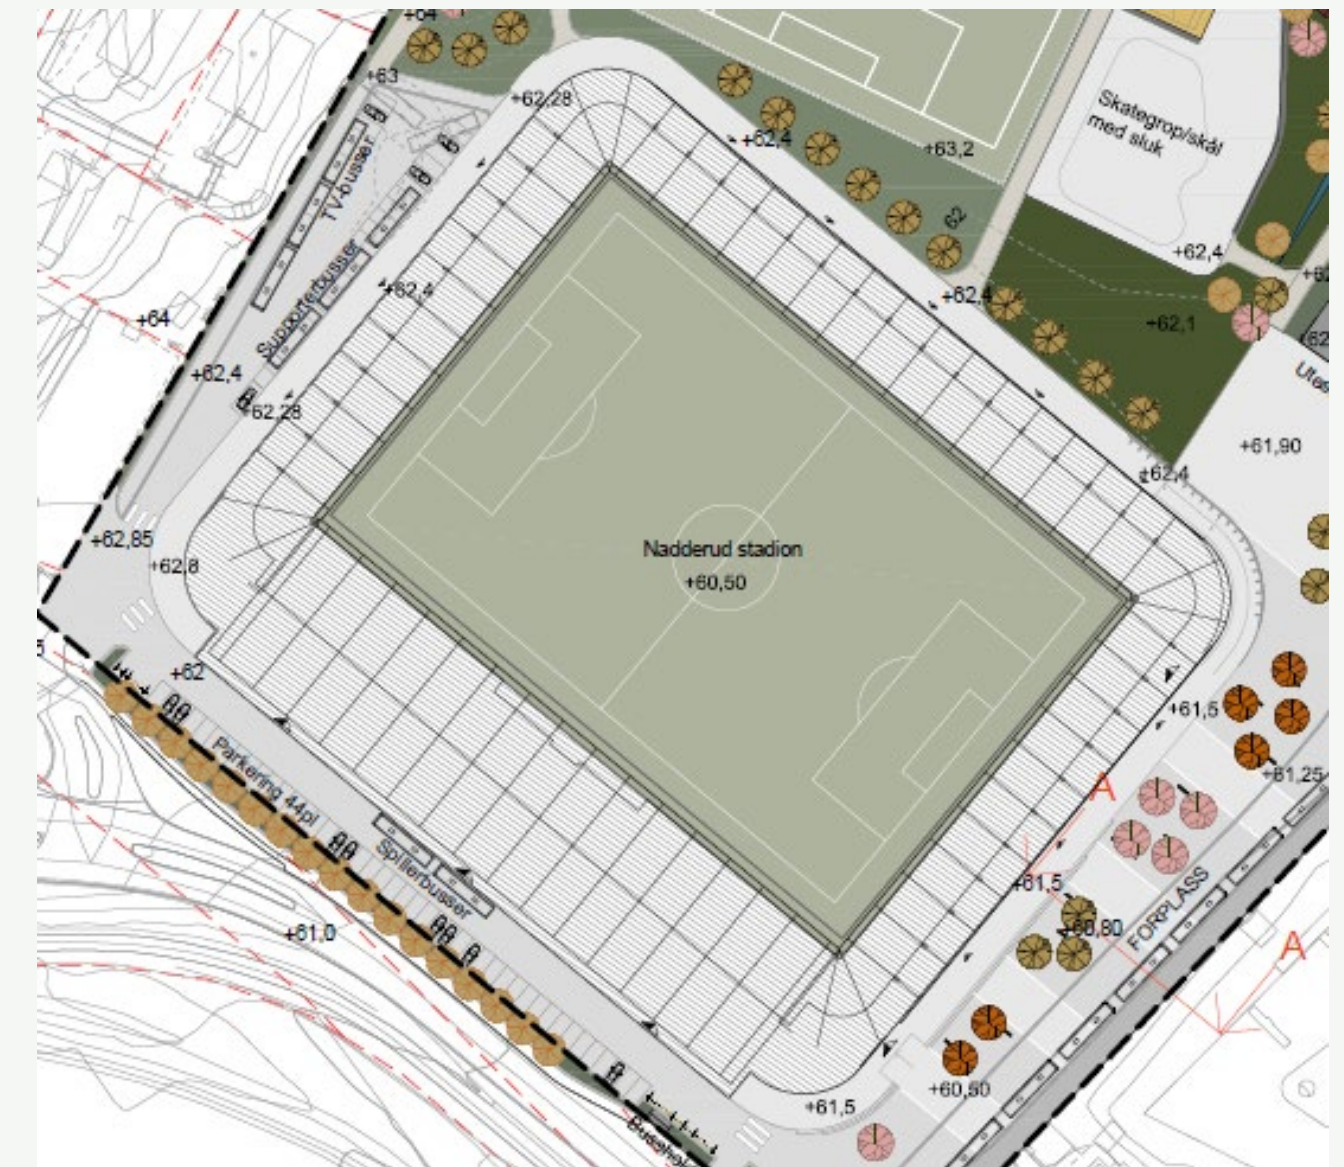 +64
+63
+62,28
+62,4
+63,2
Skategrop/skål
med sluk
TV-busser
Supporterbusser
62
+62,4
+62,4
+62,4
+62,1
+64
+62,4
+62,28
+61,90
+62,4
+62,85
+62,8
Nadderud stadion
+60,50
+62
+61,5
Parkering 44pl
+61,25
A
Spillerbusser
+61,5
+60,80
FORPLASS
+61,0
A
+60,50
+61,5